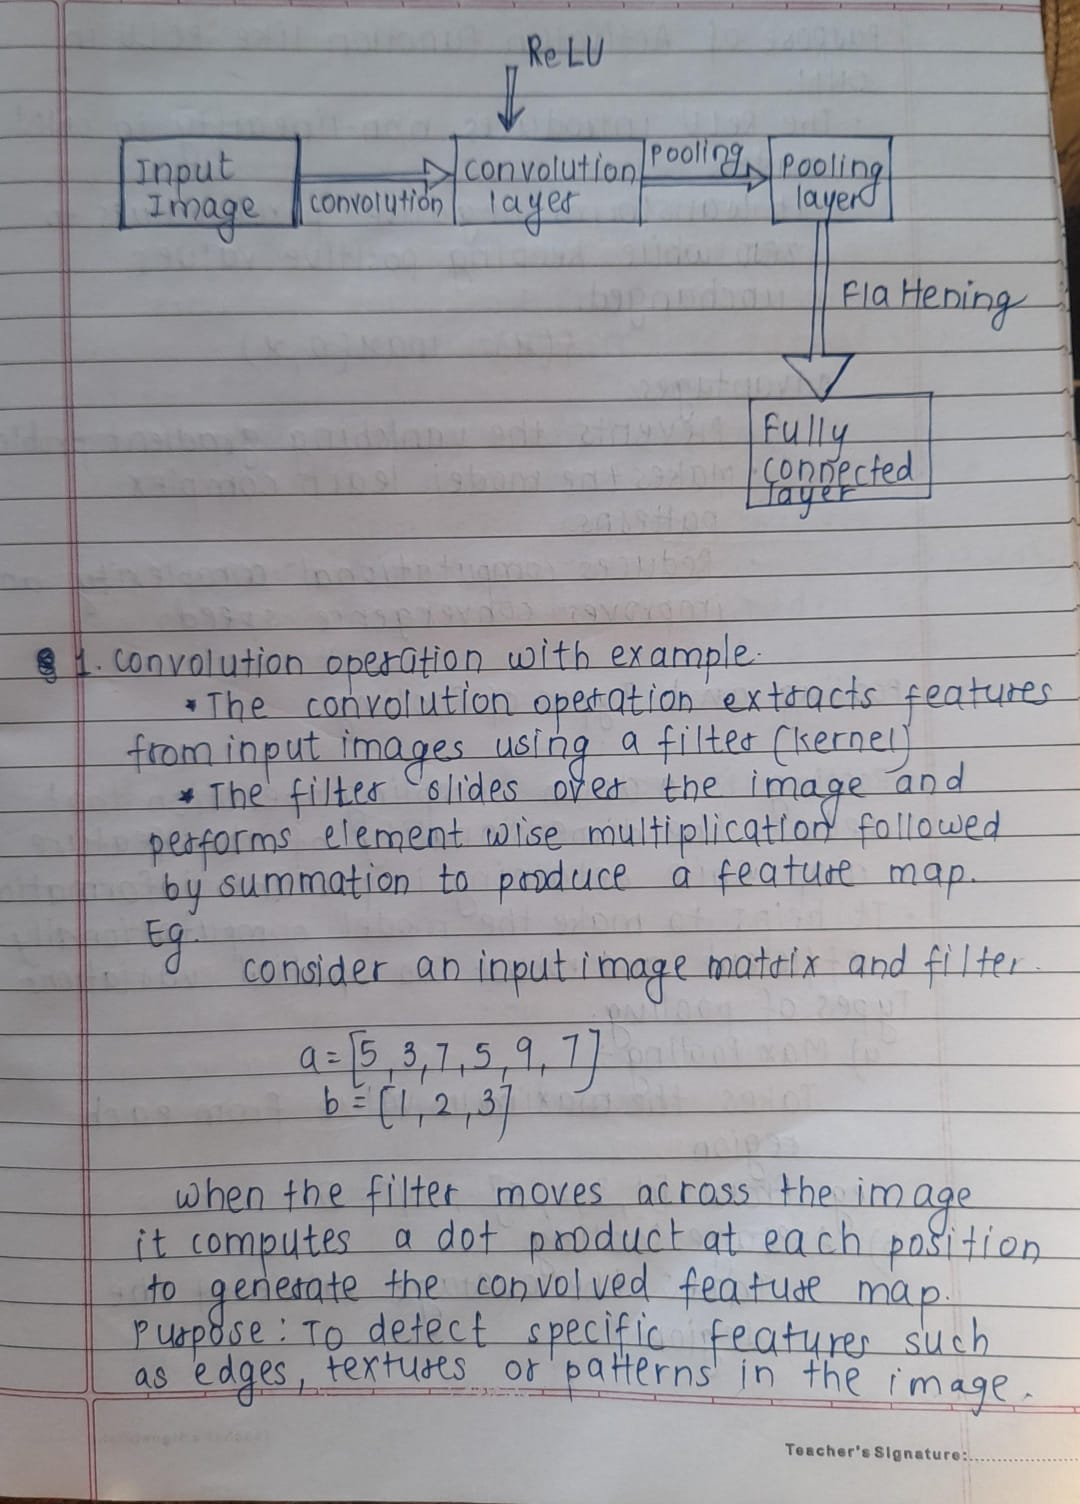 ReLU
Input
Image
convolution
convolution
layer
Pooling
Pooling
layer
Flattening
Fully
connected
layer
1. convolution operation with example.
* The convolution operation extracts features
from input images using a filter (kernel)
* The filter slides over the image and
performs element wise multiplication followed
by summation to produce a feature map.
Eg.
consider an input image matrix and filter.
a = [5, 3, 7, 5, 9, 7]
b = [1, 2, 3]
when the filter moves across the image
it computes a dot product at each position
to generate the convolved feature map.
Purpose: To detect specific features such
as edges, textures or patterns in the image.
Teacher's Signature: